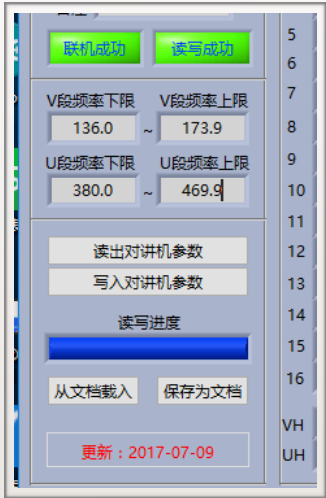 联机成功 读写成功
V段频率下限 V段频率上限
136.0 ~ 173.9
U段频率下限 U段频率上限
380.0 ~ 469.9
读出对讲机参数
写入对讲机参数
读写进度
从文档载入 保存为文档
更新：2017-07-09
5
6
7
8
9
10
11
12
13
14
15
16
VH
UH